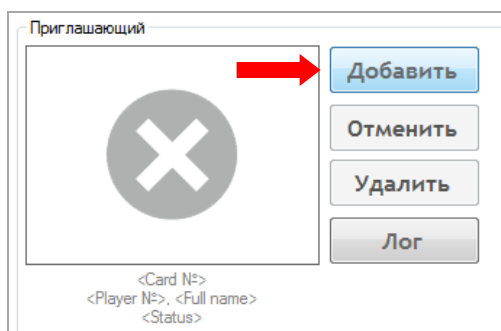 Приглашающий
Добавить
Отменить
Удалить
Лог
<Card №>
<Player №>, <Full name>
<Status>